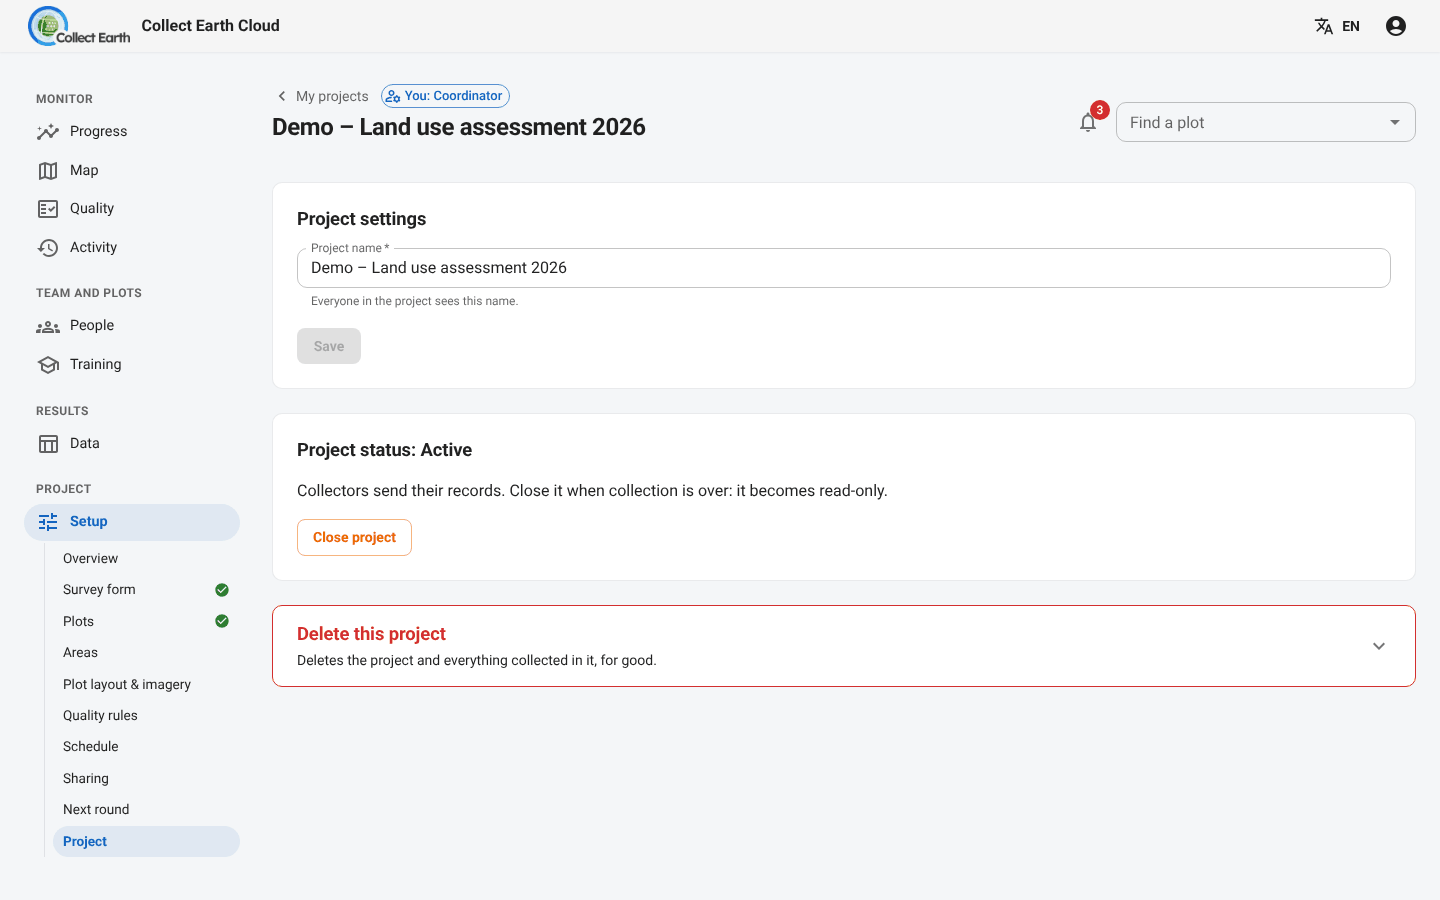 Collect Earth
Collect Earth Cloud
EN
MONITOR
Progress
Map
Quality
Activity
TEAM AND PLOTS
People
Training
RESULTS
Data
PROJECT
Setup
Overview
Survey form
Plots
Areas
Plot layout & imagery
Quality rules
Schedule
Sharing
Next round
Project
My projects
You: Coordinator
Demo – Land use assessment 2026
3
Find a plot
Project settings
Project name *
Demo – Land use assessment 2026
Everyone in the project sees this name.
Save
Project status: Active
Collectors send their records. Close it when collection is over: it becomes read-only.
Close project
Delete this project
Deletes the project and everything collected in it, for good.